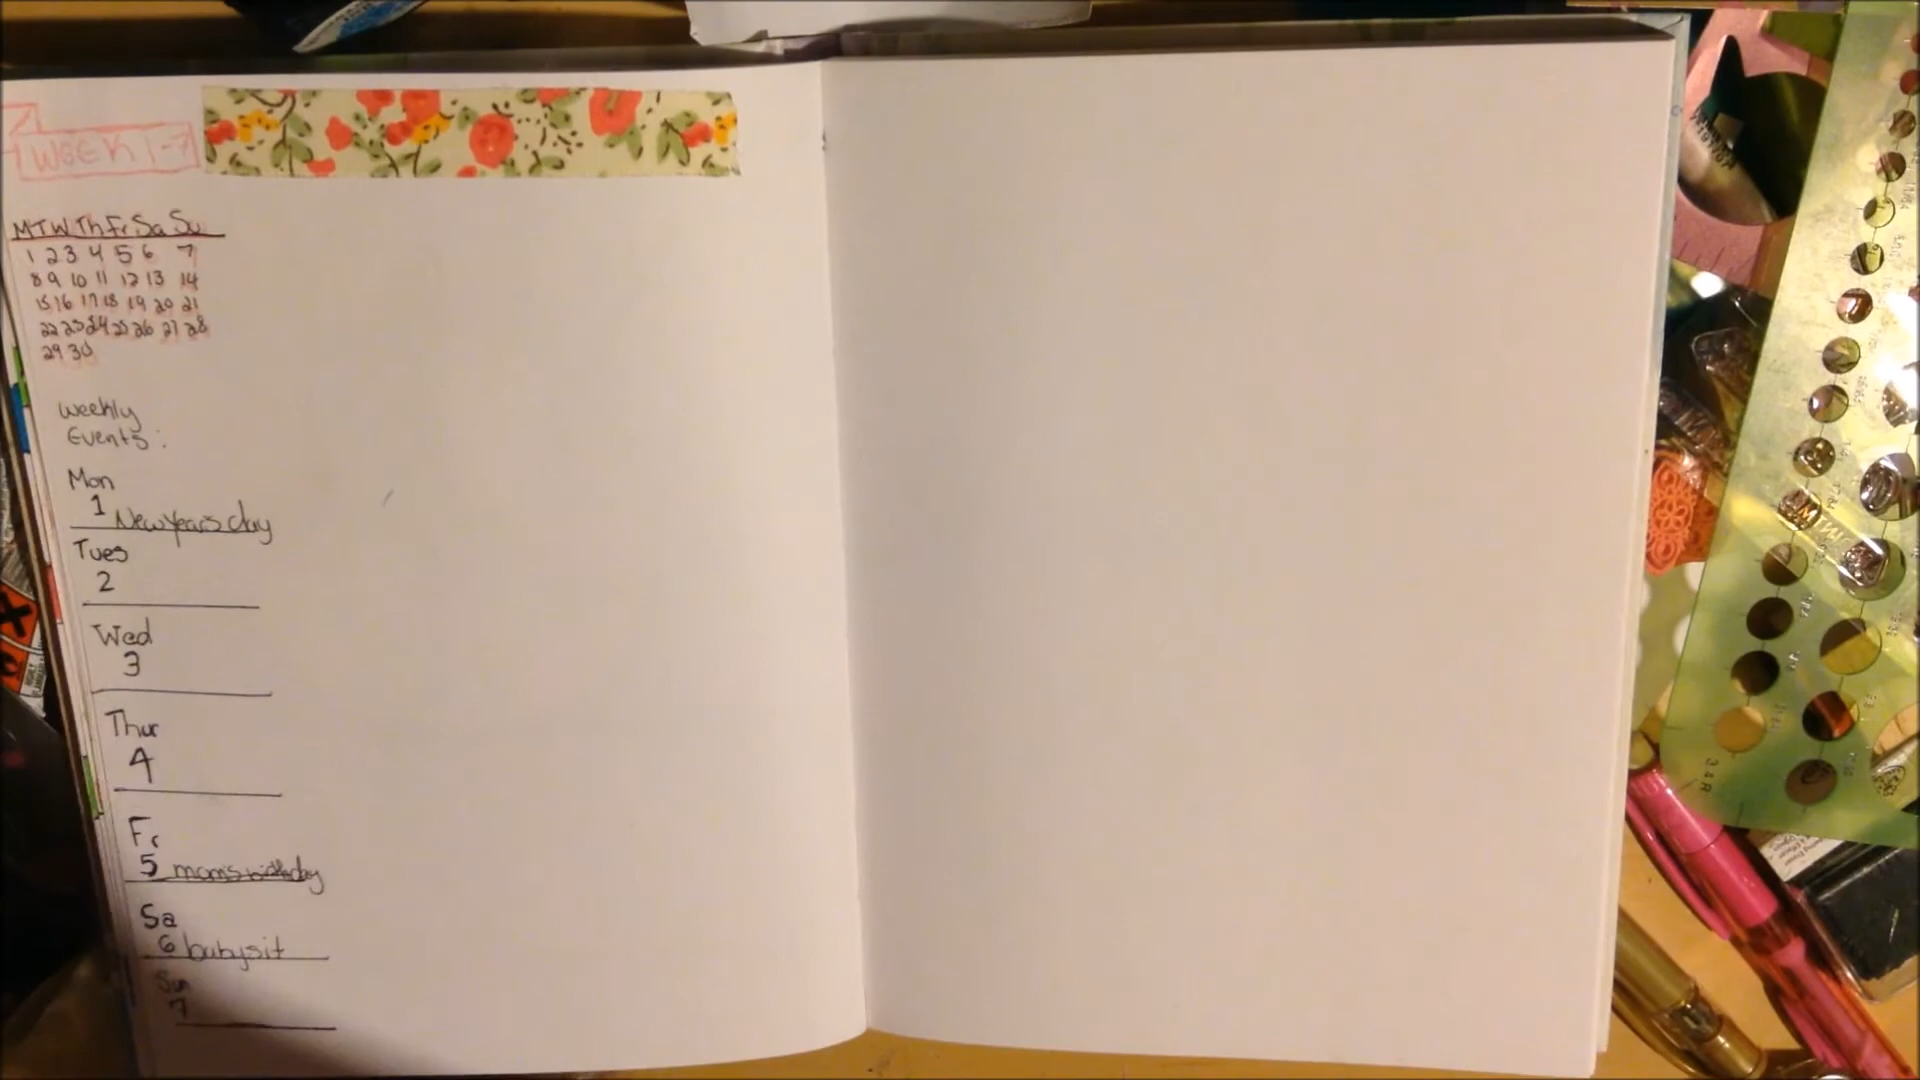 WEEK 1-7
M T W Th Fr Sa Su
1 2 3 4 5 6 7
8 9 10 11 12 13 14
15 16 17 18 19 20 21
22 23 24 25 26 27 28
29 30
Weekly
Events:
Mon
1 New Year's day
Tues
2
Wed
3
Thur
4
Fr
5 mom's birthday
Sa
6 babysit
Su
7